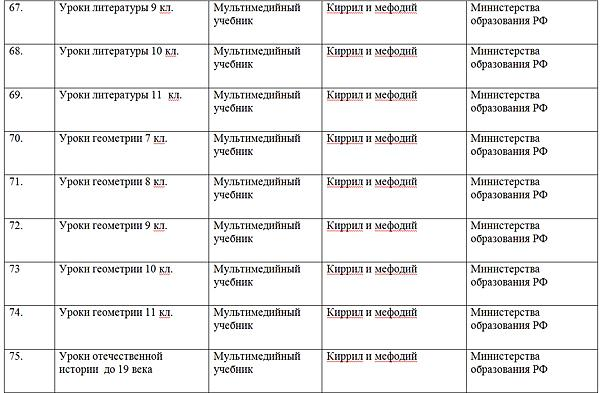 67. Уроки литературы 9 кл. Мультимедийный Киррил и мефодий Министерства
учебник образования РФ
68. Уроки литературы 10 кл. Мультимедийный Киррил и мефодий Министерства
учебник образования РФ
69. Уроки литературы 11 кл. Мультимедийный Киррил и мефодий Министерства
учебник образования РФ
70. Уроки геометрии 7 кл. Мультимедийный Киррил и мефодий Министерства
учебник образования РФ
71. Уроки геометрии 8 кл. Мультимедийный Киррил и мефодий Министерства
учебник образования РФ
72. Уроки геометрии 9 кл. Мультимедийный Киррил и мефодий Министерства
учебник образования РФ
73 Уроки геометрии 10 кл. Мультимедийный Киррил и мефодий Министерства
учебник образования РФ
74. Уроки геометрии 11 кл. Мультимедийный Киррил и мефодий Министерства
учебник образования РФ
75. Уроки отечественной Мультимедийный Киррил и мефодий Министерства
истории до 19 века учебник образования РФ